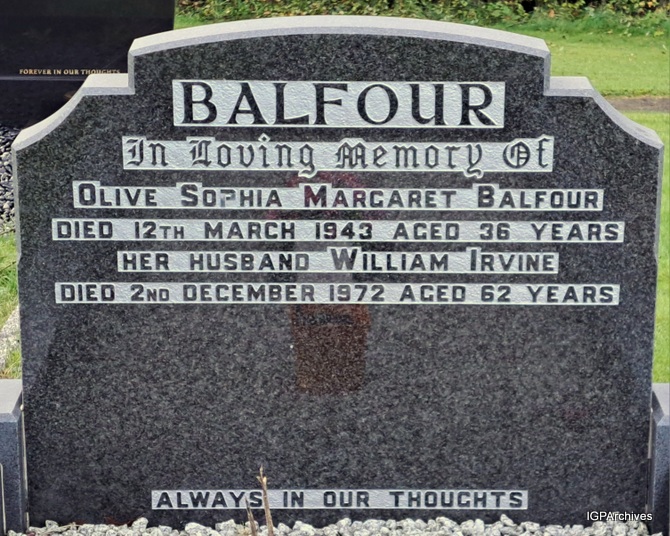 FOREVER IN OUR THOUGHTS
BALFOUR
In Loving Memory Of
OLIVE SOPHIA MARGARET BALFOUR
DIED 12TH MARCH 1943 AGED 36 YEARS
HER HUSBAND WILLIAM IRVINE
DIED 2ND DECEMBER 1972 AGED 62 YEARS
ALWAYS IN OUR THOUGHTS
IGPArchives